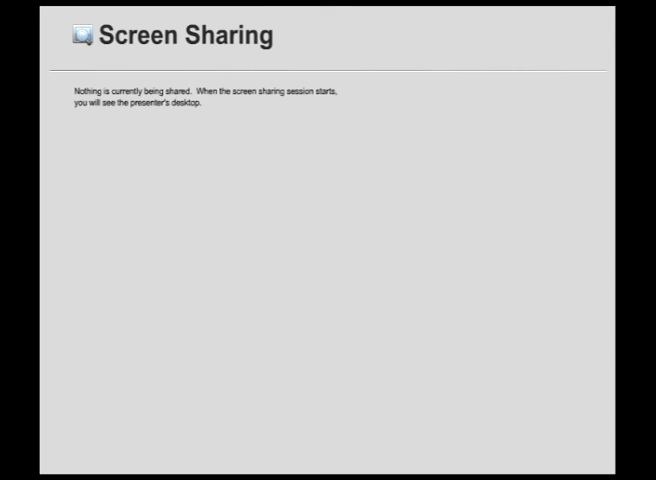 Screen Sharing
Nothing is currently being shared.  When the screen sharing session starts,
you will see the presenter's desktop.